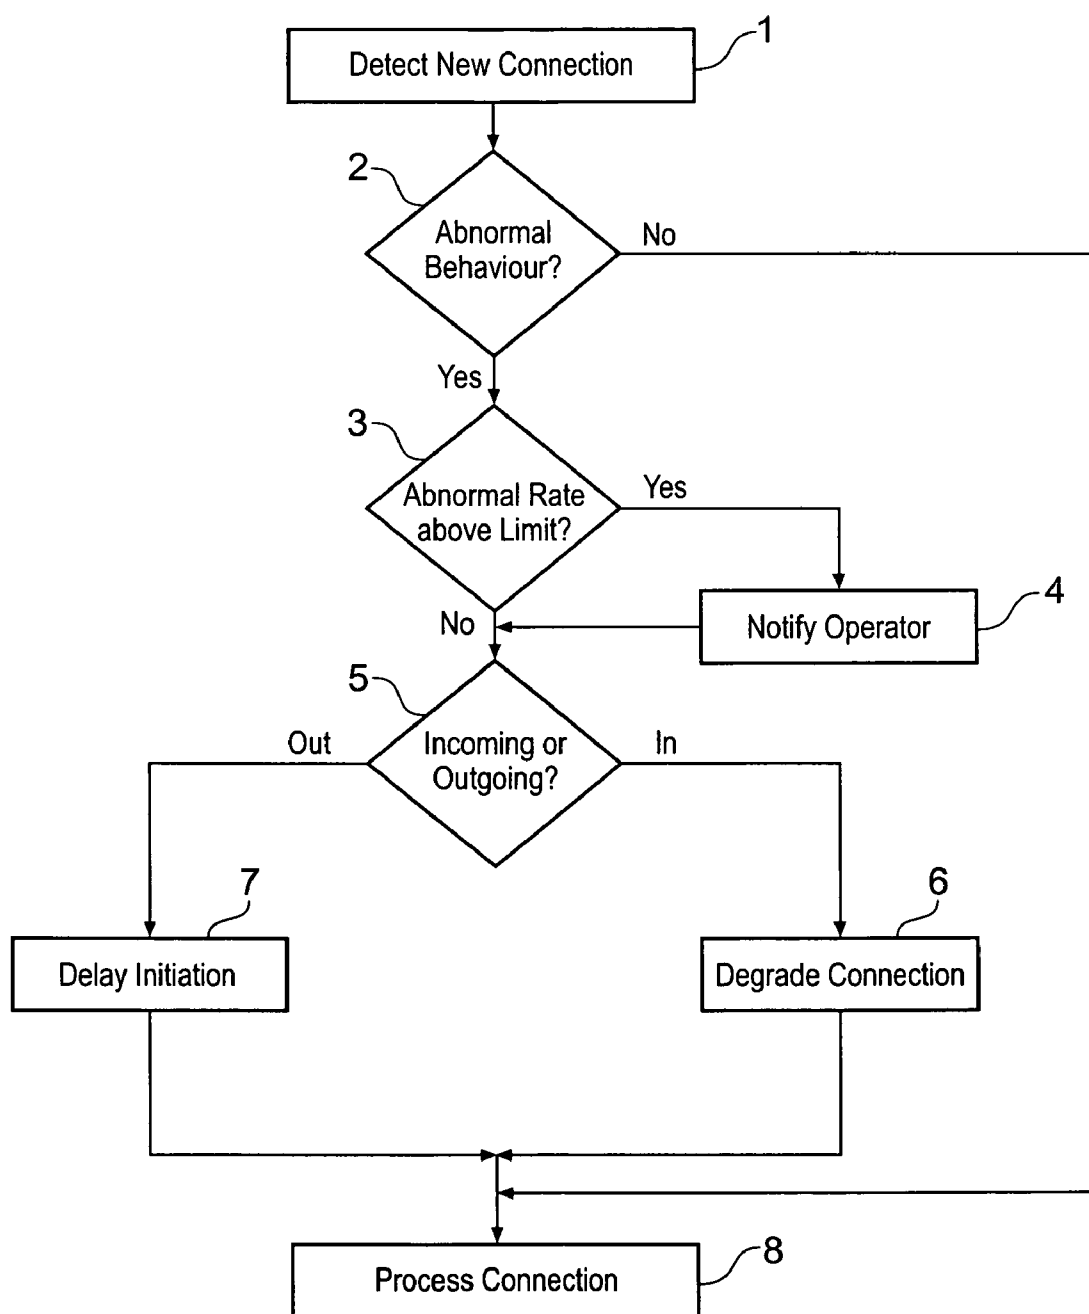 1
Detect New Connection
2
Abnormal
Behaviour?
No
Yes
3
Abnormal Rate
above Limit?
Yes
4
Notify Operator
No
5
Incoming or
Outgoing?
Out
In
7
Delay Initiation
6
Degrade Connection
Process Connection
8